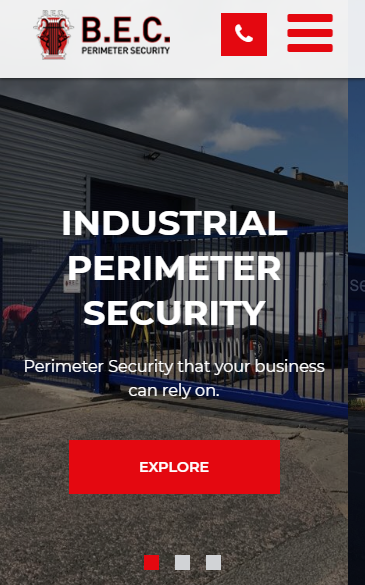 B.E.C.
B.E.C.
PERIMETER SECURITY
INDUSTRIAL
PERIMETER
SECURITY
Perimeter Security that your business
can rely on.
EXPLORE